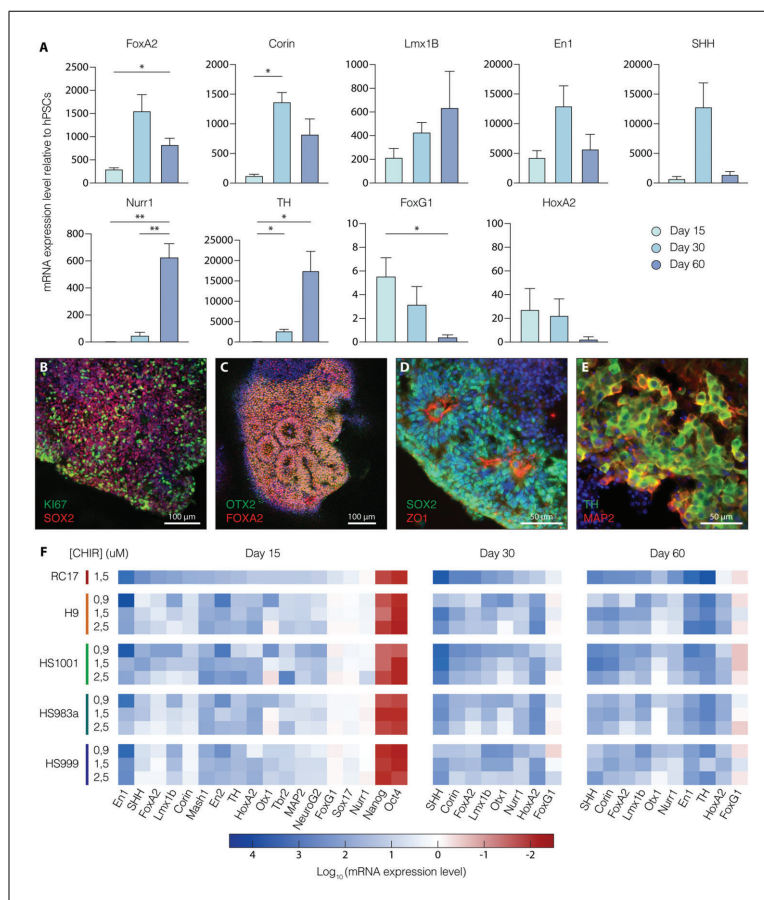 A
FoxA2
Corin
Lmx1B
En1
SHH
mRNA expression level relative to hPSCs
2500
2000
1500
1000
500
0
*
2000
1500
1000
500
0
*
1000
800
600
400
200
0
20000
15000
10000
5000
0
20000
15000
10000
5000
0
Nurr1
TH
FoxG1
HoxA2
800
600
400
200
0
**
**
25000
20000
15000
10000
5000
0
*
*
8
6
4
2
0
*
60
40
20
0
Day 15
Day 30
Day 60
B
KI67
SOX2
100 µm
C
OTX2
FOXA2
100 µm
D
SOX2
ZO1
50 µm
E
TH
MAP2
50 µm
F
[CHIR] (uM)
Day 15
Day 30
Day 60
RC17
1,5
H9
0,9
1,5
2,5
HS1001
0,9
1,5
2,5
HS983a
0,9
1,5
2,5
HS999
0,9
1,5
2,5
En1 SHH FoxA2 Lmx1b Corin Mash1 En2 TH HoxA2 Otx1 Tbr2 MAP2 NeuroG2 FoxG1 Sox17 Nurr1 Nanog Oct4
SHH Corin FoxA2 Lmx1b Otx1 Nurr1 HoxA2 FoxG1
SHH Corin FoxA2 Lmx1b Otx1 Nurr1 En1 TH HoxA2 FoxG1
4 3 2 1 0 -1 -2
Log10 (mRNA expression level)